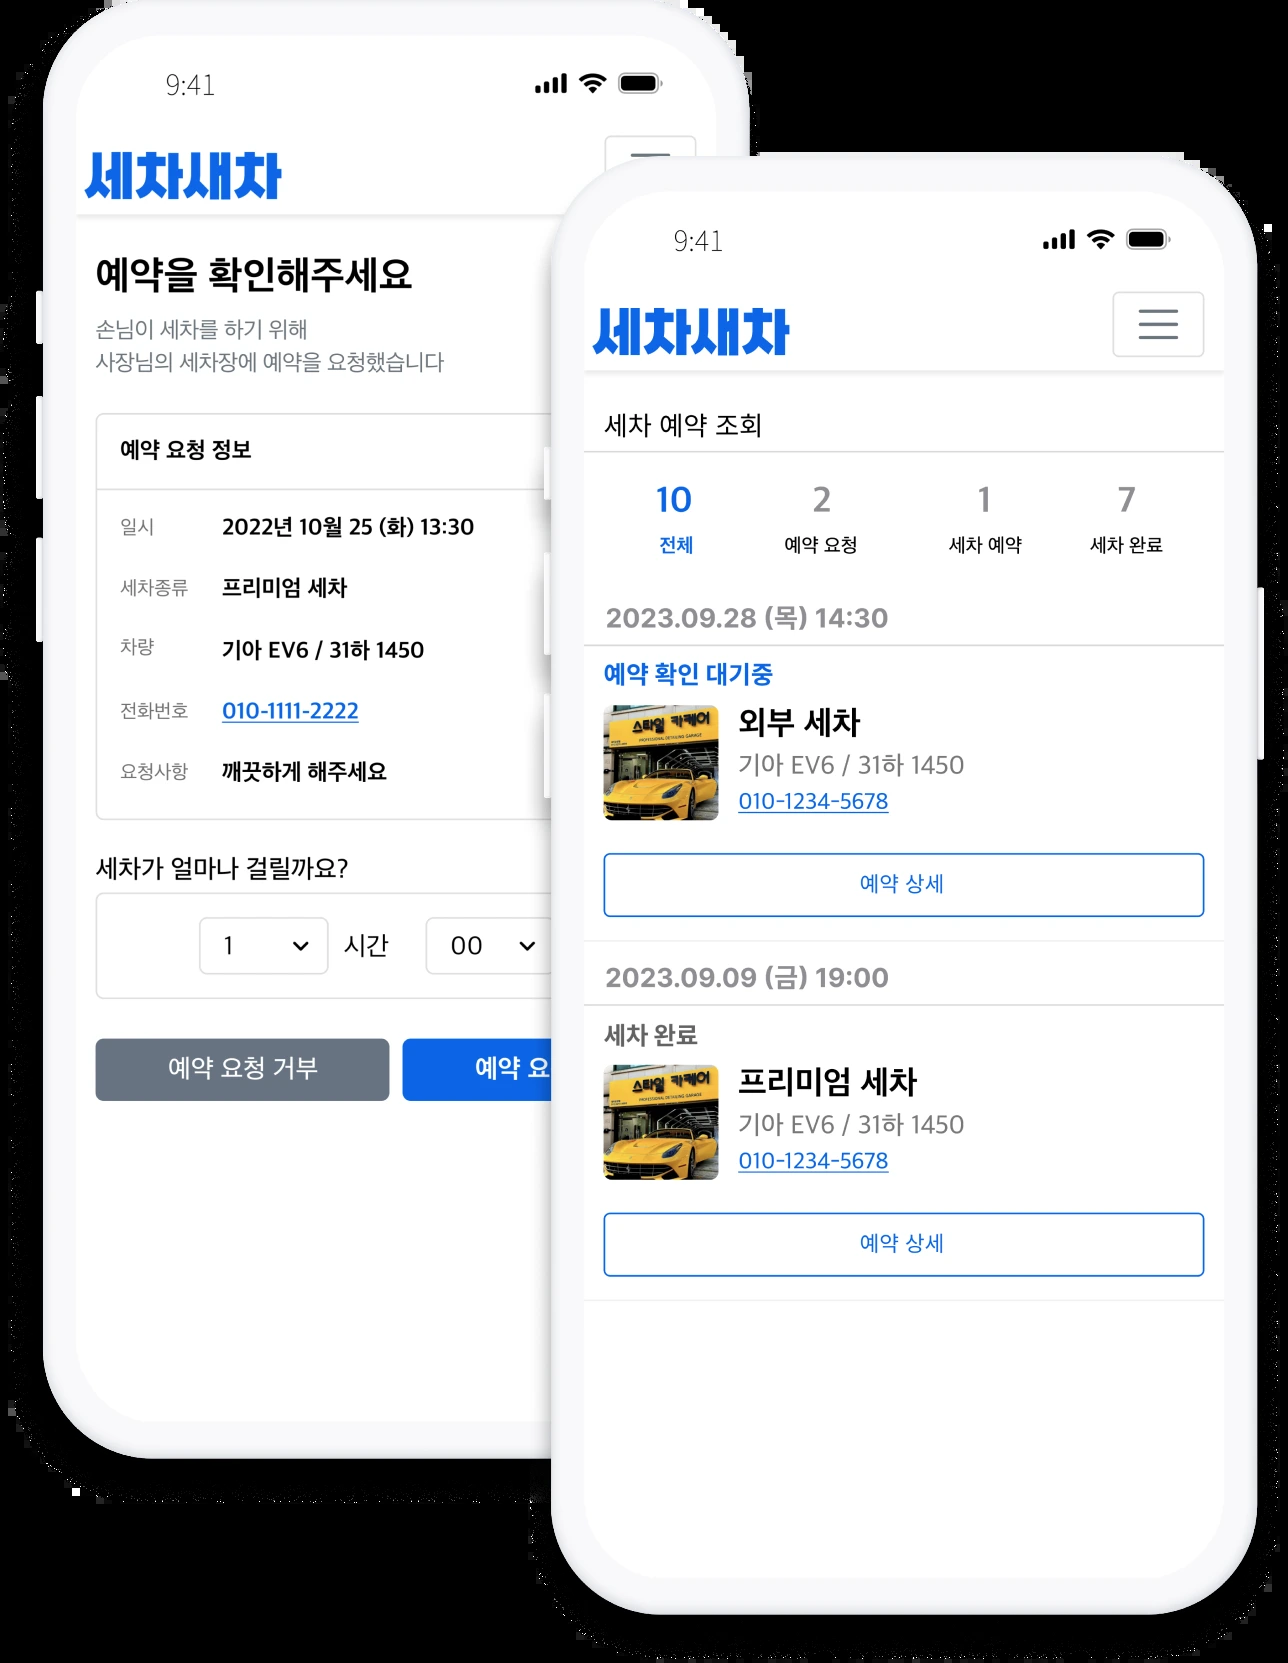 9:41
세차새차
예약을 확인해주세요
손님이 세차를 하기 위해
사장님의 세차장에 예약을 요청했습니다
예약 요청 정보
일시 2022년 10월 25 (화) 13:30
세차종류 프리미엄 세차
차량 기아 EV6 / 31하 1450
전화번호 010-1111-2222
요청사항 깨끗하게 해주세요
세차가 얼마나 걸릴까요?
1 시간 00
예약 요청 거부 예약 요
9:41
세차새차
세차 예약 조회
10 2 1 7
전체 예약 요청 세차 예약 세차 완료
2023.09.28 (목) 14:30
예약 확인 대기중
스타일 카케어
PROFESSIONAL DETAILING GARAGE
외부 세차
기아 EV6 / 31하 1450
010-1234-5678
예약 상세
2023.09.09 (금) 19:00
세차 완료
스타일 카케어
PROFESSIONAL DETAILING GARAGE
프리미엄 세차
기아 EV6 / 31하 1450
010-1234-5678
예약 상세